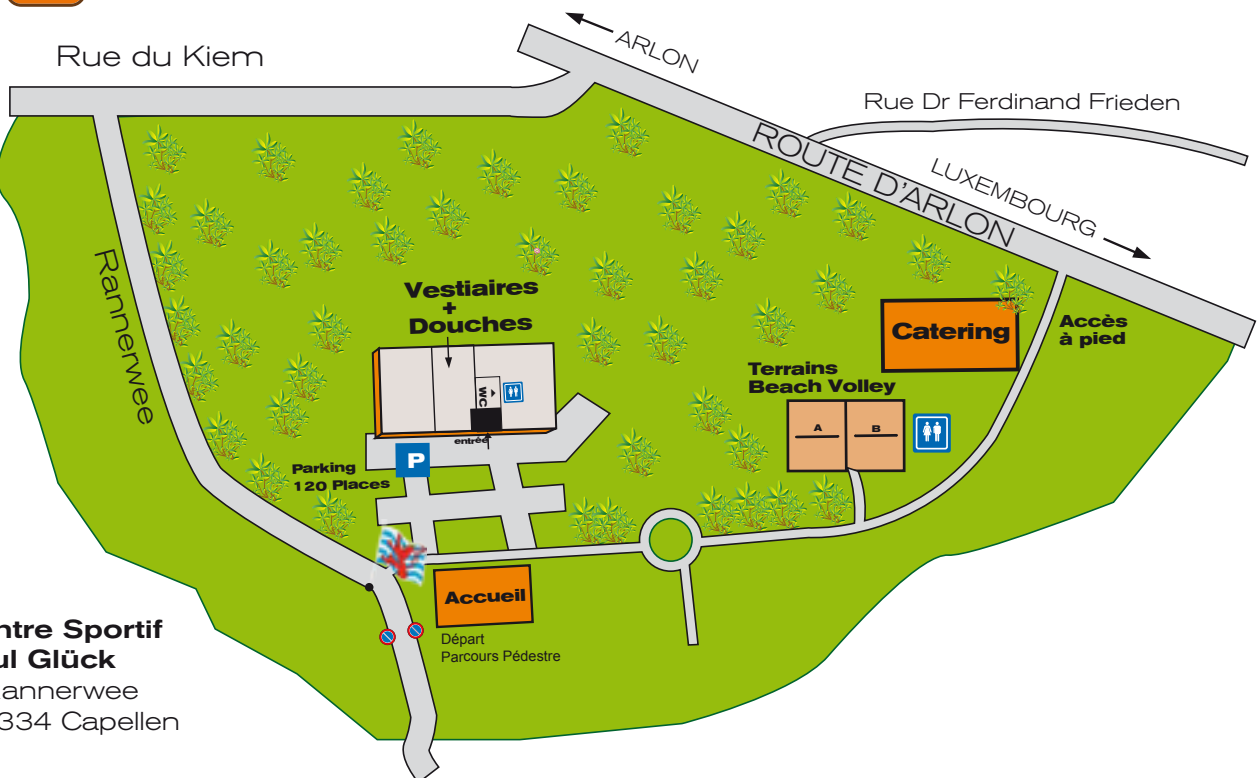 Rue du Kiem
ARLON
Rue Dr Ferdinand Frieden
ROUTE D'ARLON
LUXEMBOURG
Rannerwee
Vestiaires
+
Douches
WC
entrée
Catering
Accès
à pied
Terrains
Beach Volley
A
B
P
Parking
120 Places
Accueil
Départ
Parcours Pédestre
ntre Sportif
ul Glück
annerwee
334 Capellen